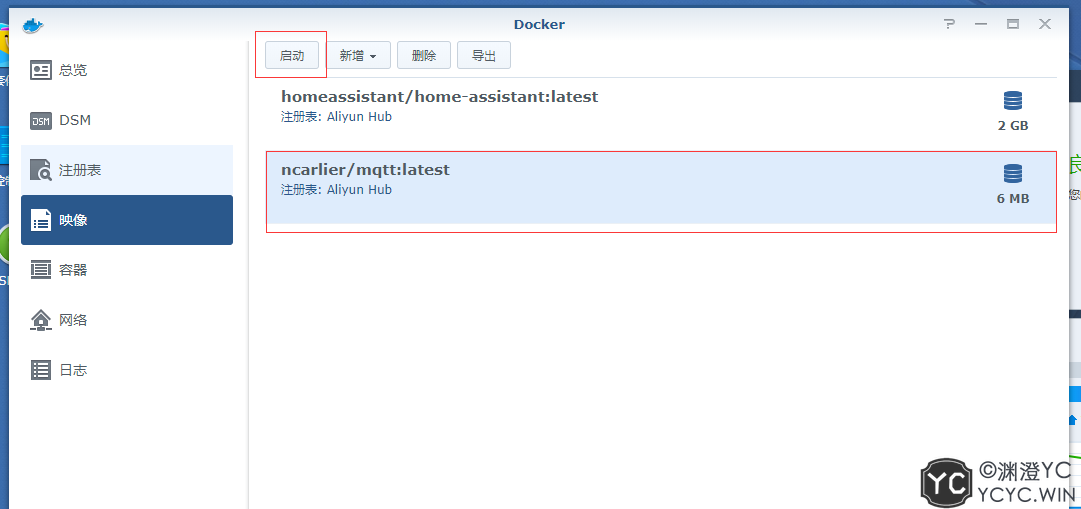 Docker
启动
新增
删除
导出
总览
DSM
DSM
注册表
映像
容器
网络
日志
homeassistant/home-assistant:latest
注册表: Aliyun Hub
2 GB
ncarlier/mqtt:latest
注册表: Aliyun Hub
6 MB
YC
©渊澄YC
YCYC.WIN